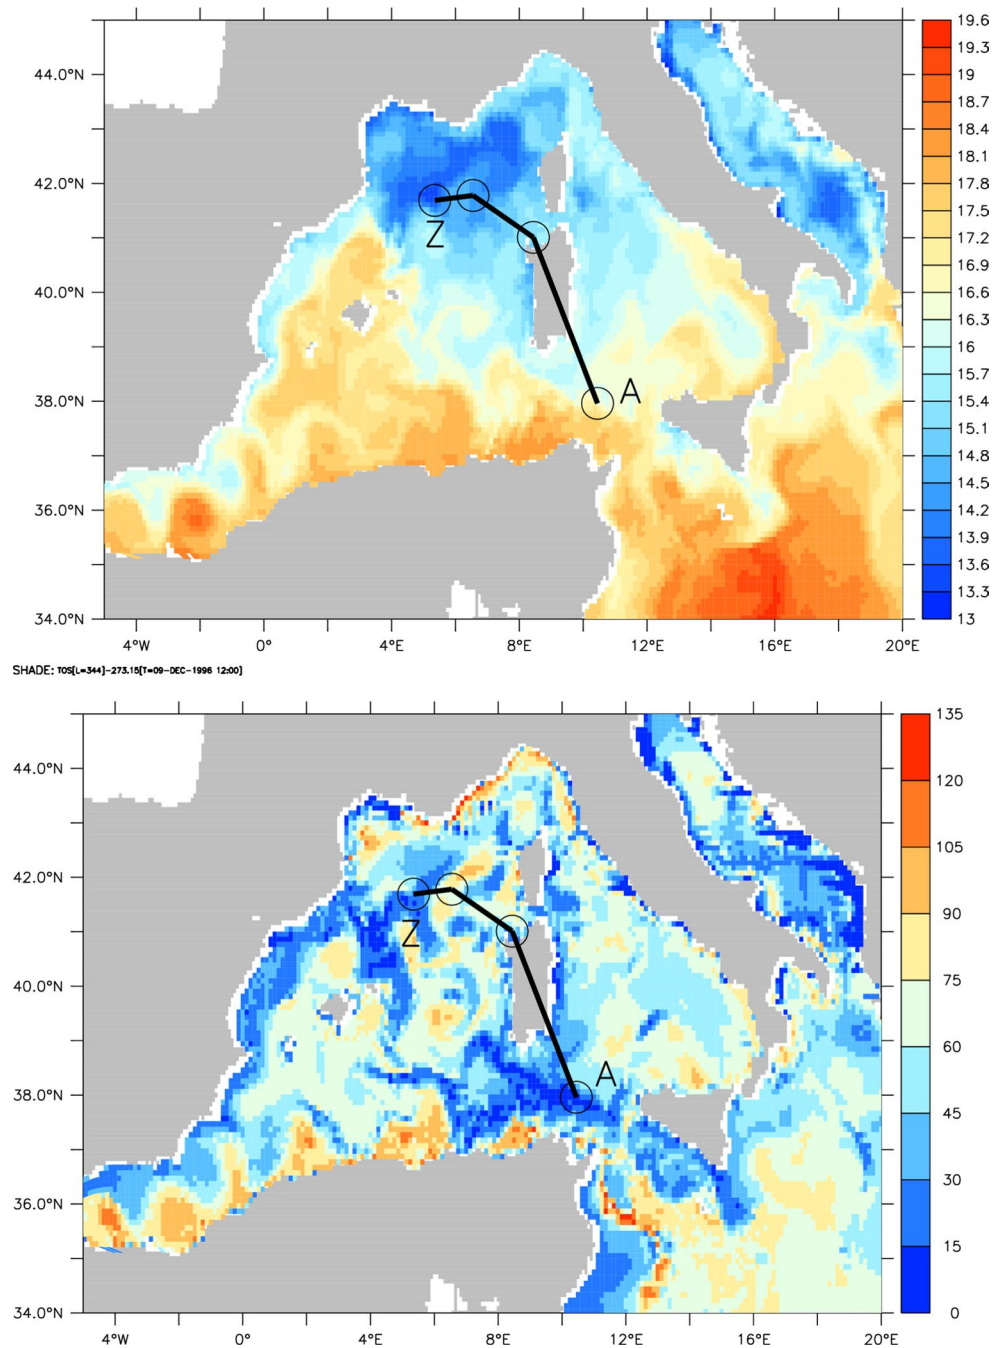 44.0°N
42.0°N
40.0°N
38.0°N
36.0°N
34.0°N
4°W 0° 4°E 8°E 12°E 16°E 20°E
Z
A
19.6
19.3
19
18.7
18.4
18.1
17.8
17.5
17.2
16.9
16.6
16.3
16
15.7
15.4
15.1
14.8
14.5
14.2
13.9
13.6
13.3
13
SHADE: TOS[L=344]-273.15[T=09-DEC-1996 12:00]
44.0°N
42.0°N
40.0°N
38.0°N
36.0°N
34.0°N
4°W 0° 4°E 8°E 12°E 16°E 20°E
Z
A
135
120
105
90
75
60
45
30
15
0